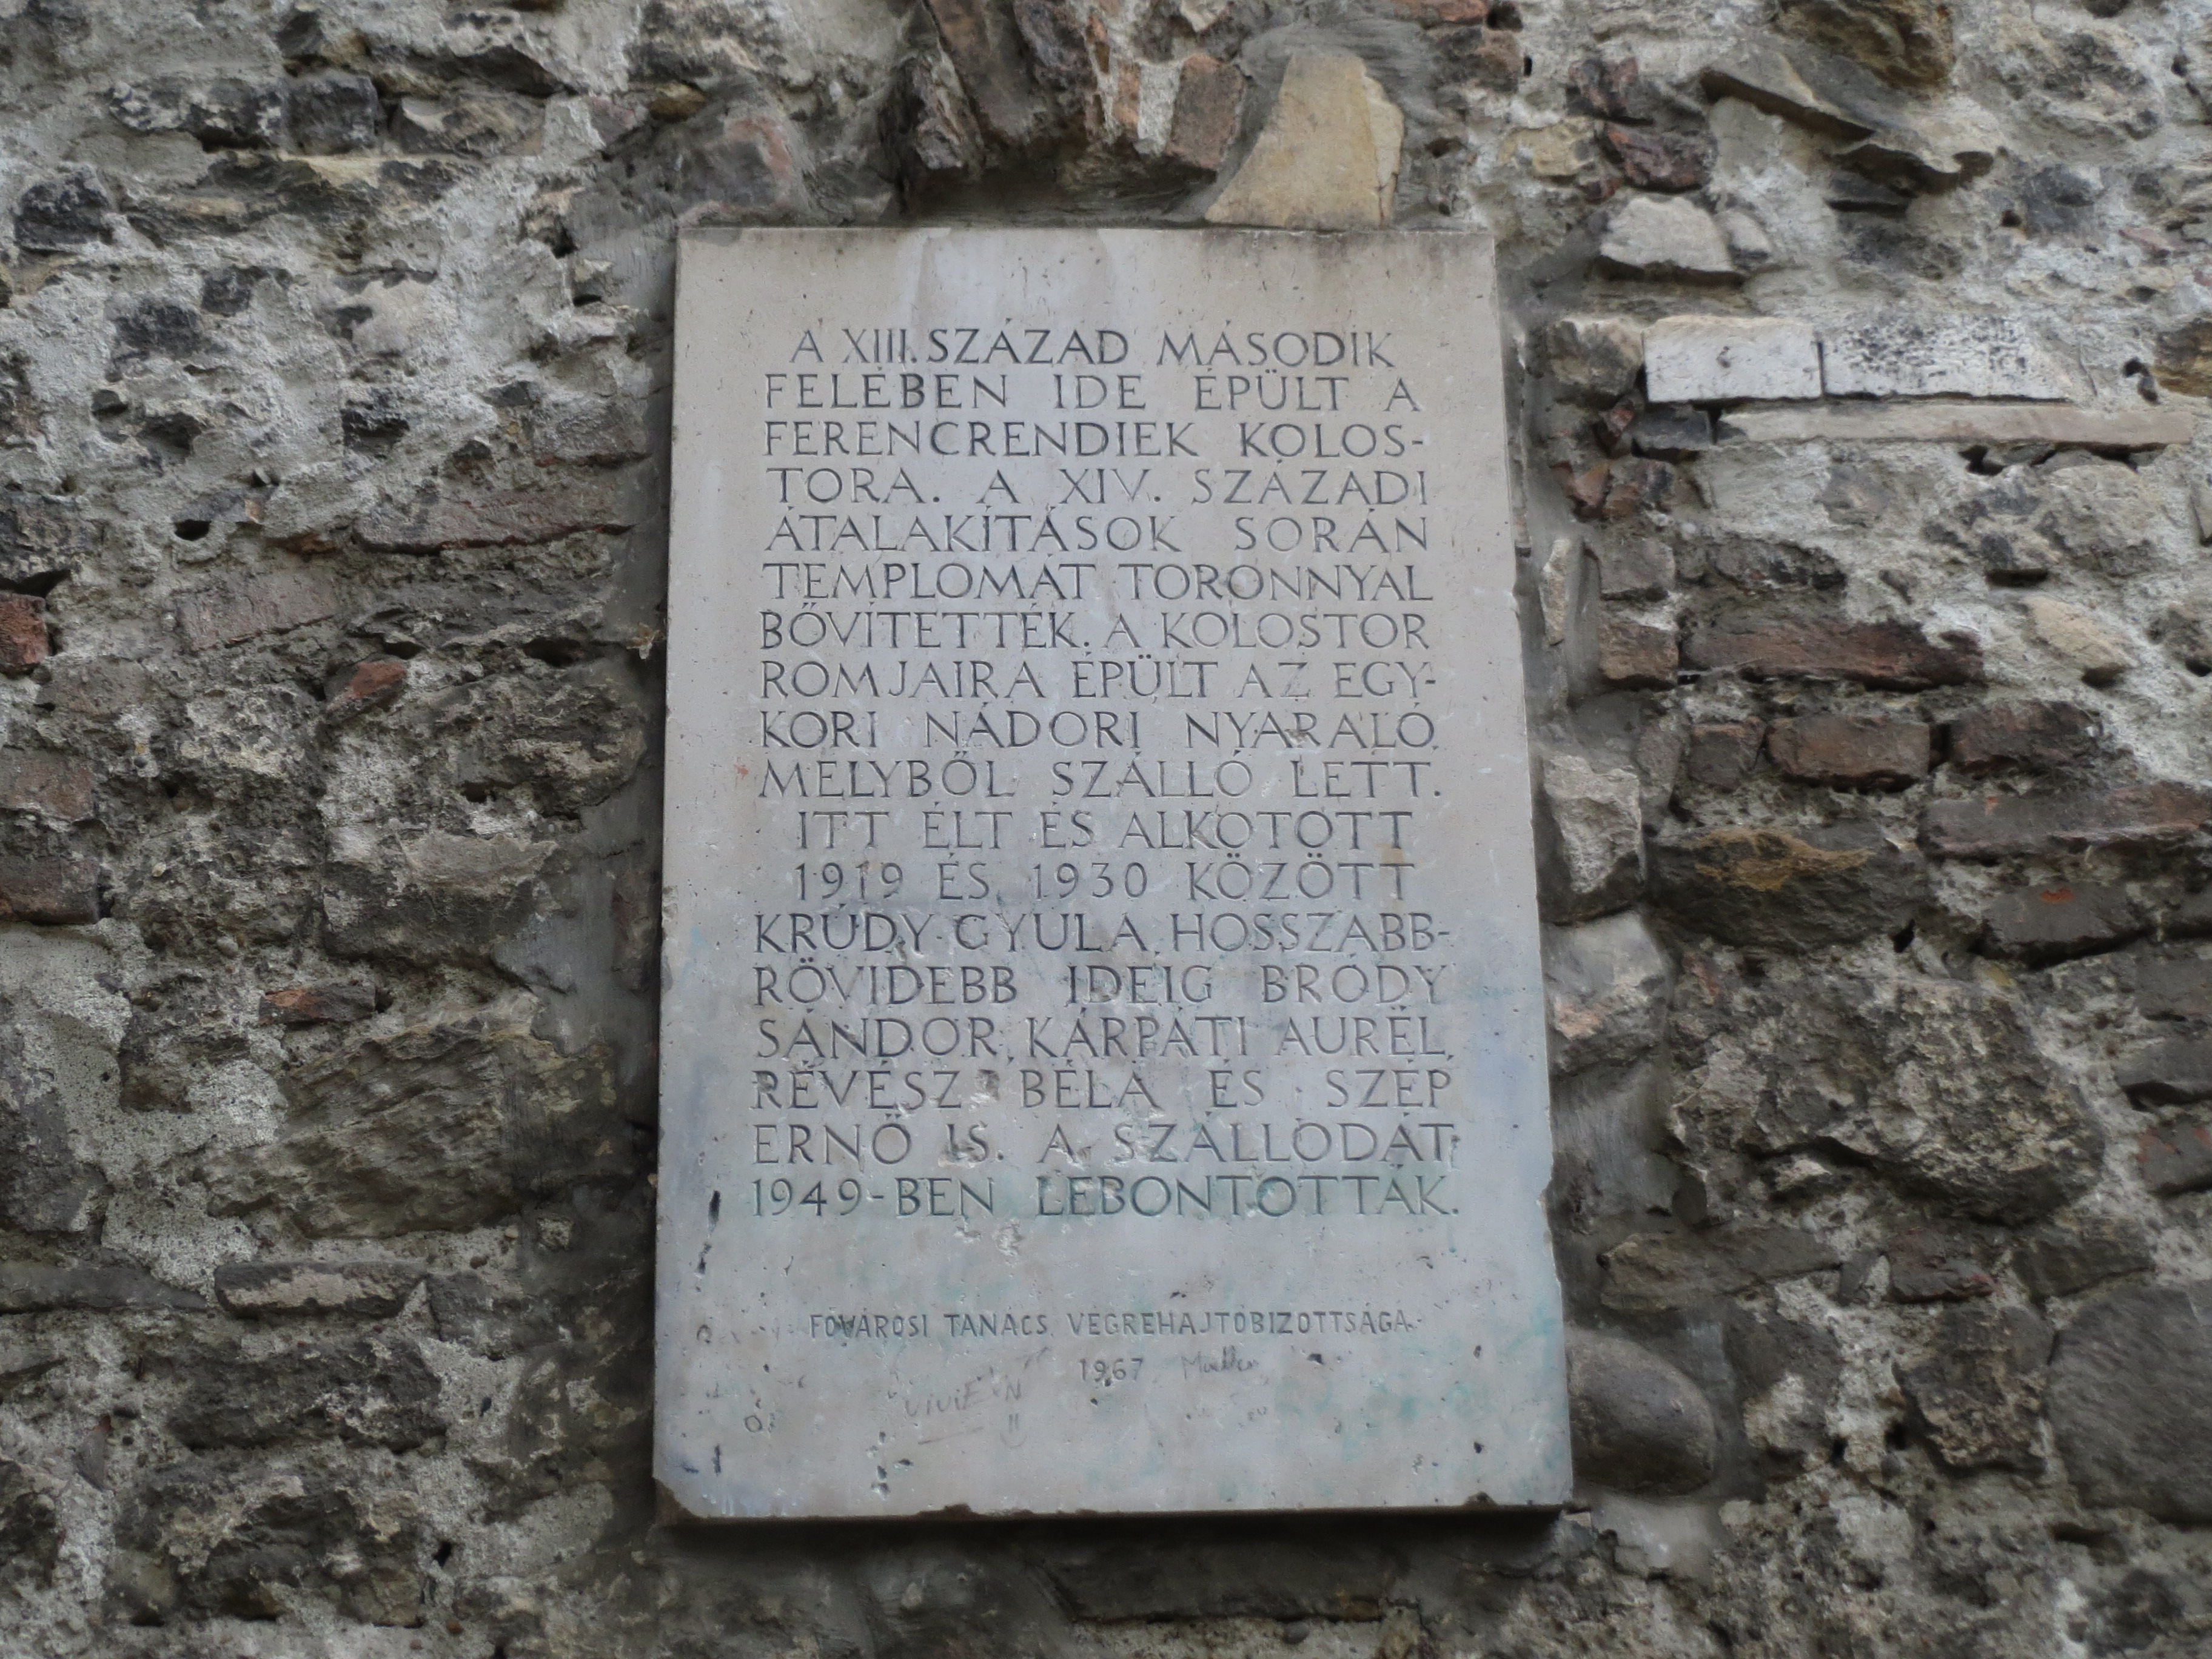 A XIII. SZÁZAD MÁSODIK
FELÉBEN IDE ÉPÜLT A
FERENCRENDIEK KOLOS-
TORA. A XIV. SZÁZADI
ÁTALAKÍTÁSOK SORÁN
TEMPLOMÁT TORONNYAL
BŐVÍTETTÉK. A KOLOSTOR
ROMJAIRA ÉPÜLT AZ EGY-
KORI NÁDORI NYARALÓ,
MELYBŐL SZÁLLÓ LETT.
ITT ÉLT ÉS ALKOTOTT
1919 ÉS 1930 KÖZÖTT
KRÚDY GYULA, HOSSZABB-
RÖVIDEBB IDEIG BRÓDY
SÁNDOR, KÁRPÁTI AURÉL,
RÉVÉSZ BÉLA ÉS SZÉP
ERNŐ IS. A SZÁLLODÁT
1949-BEN LEBONTOTTÁK.
FŐVÁROSI TANÁCS VÉGREHAJTÓBIZOTTSÁGA
1967
VIVIEN